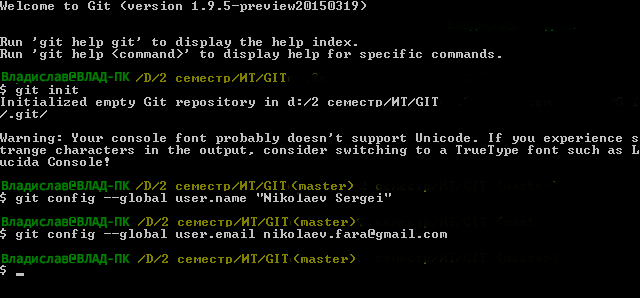 Welcome to Git (version 1.9.5-preview20150319)
Run 'git help git' to display the help index.
Run 'git help <command>' to display help for specific commands.
Владислав@ВЛАД-ПК /D/2 семестр/ИТ/GIT
$ git init
Initialized empty Git repository in d:/2 семестр/ИТ/GIT
/.git/
Warning: Your console font probably doesn't support Unicode. If you experience s
trange characters in the output, consider switching to a TrueType font such as L
ucida Console!
Владислав@ВЛАД-ПК /D/2 семестр/ИТ/GIT(master)
$ git config --global user.name "Nikolaev Sergei"
Владислав@ВЛАД-ПК /D/2 семестр/ИТ/GIT(master)
$ git config --global user.email nikolaev.fara@gmail.com
Владислав@ВЛАД-ПК /D/2 семестр/ИТ/GIT(master)
$ _